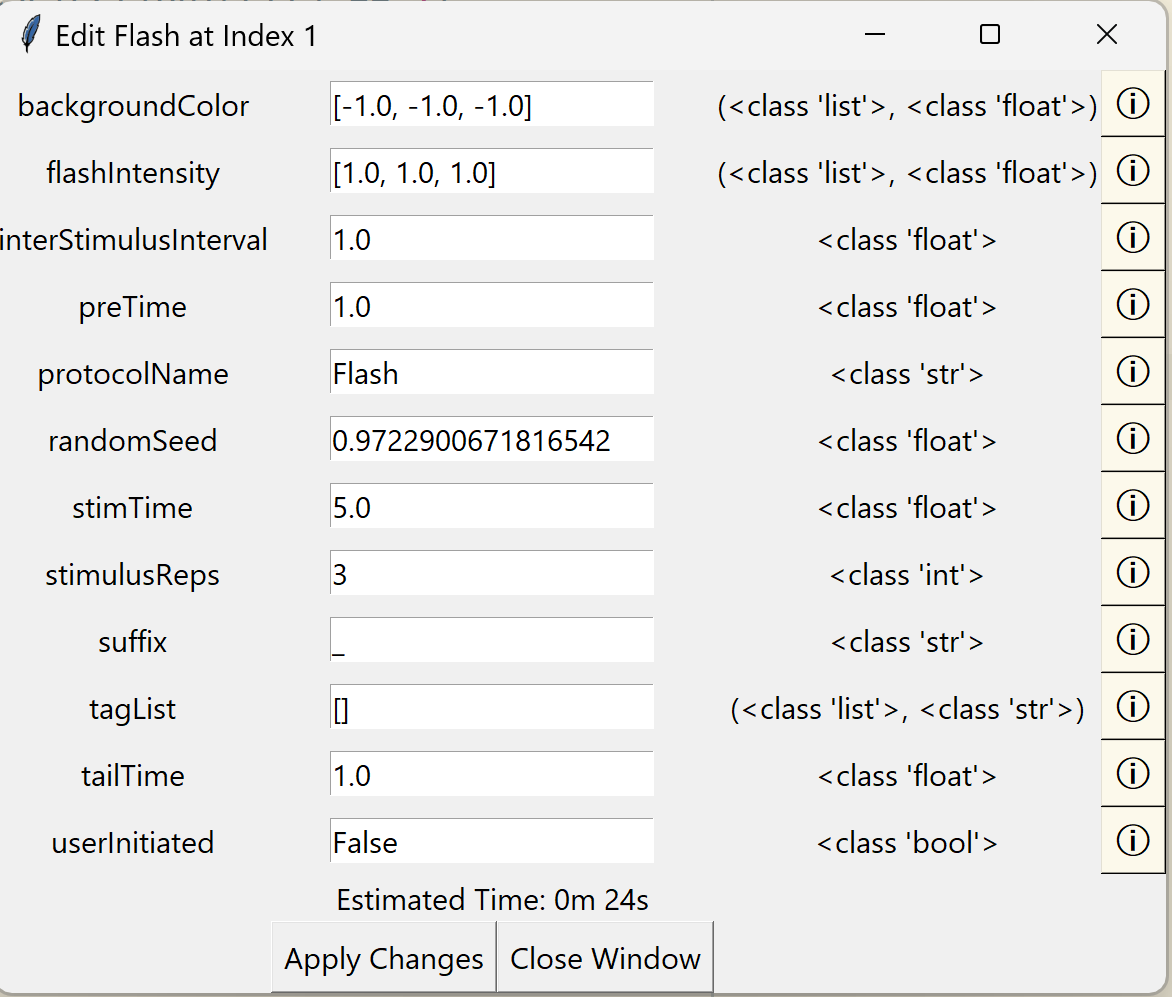 Edit Flash at Index 1
backgroundColor [-1.0, -1.0, -1.0] (<class 'list'>, <class 'float'>) ⓘ
flashIntensity [1.0, 1.0, 1.0] (<class 'list'>, <class 'float'>) ⓘ
interStimulusInterval 1.0 <class 'float'> ⓘ
preTime 1.0 <class 'float'> ⓘ
protocolName Flash <class 'str'> ⓘ
randomSeed 0.9722900671816542 <class 'float'> ⓘ
stimTime 5.0 <class 'float'> ⓘ
stimulusReps 3 <class 'int'> ⓘ
suffix _ <class 'str'> ⓘ
tagList [] (<class 'list'>, <class 'str'>) ⓘ
tailTime 1.0 <class 'float'> ⓘ
userInitiated False <class 'bool'> ⓘ
Estimated Time: 0m 24s
Apply Changes Close Window